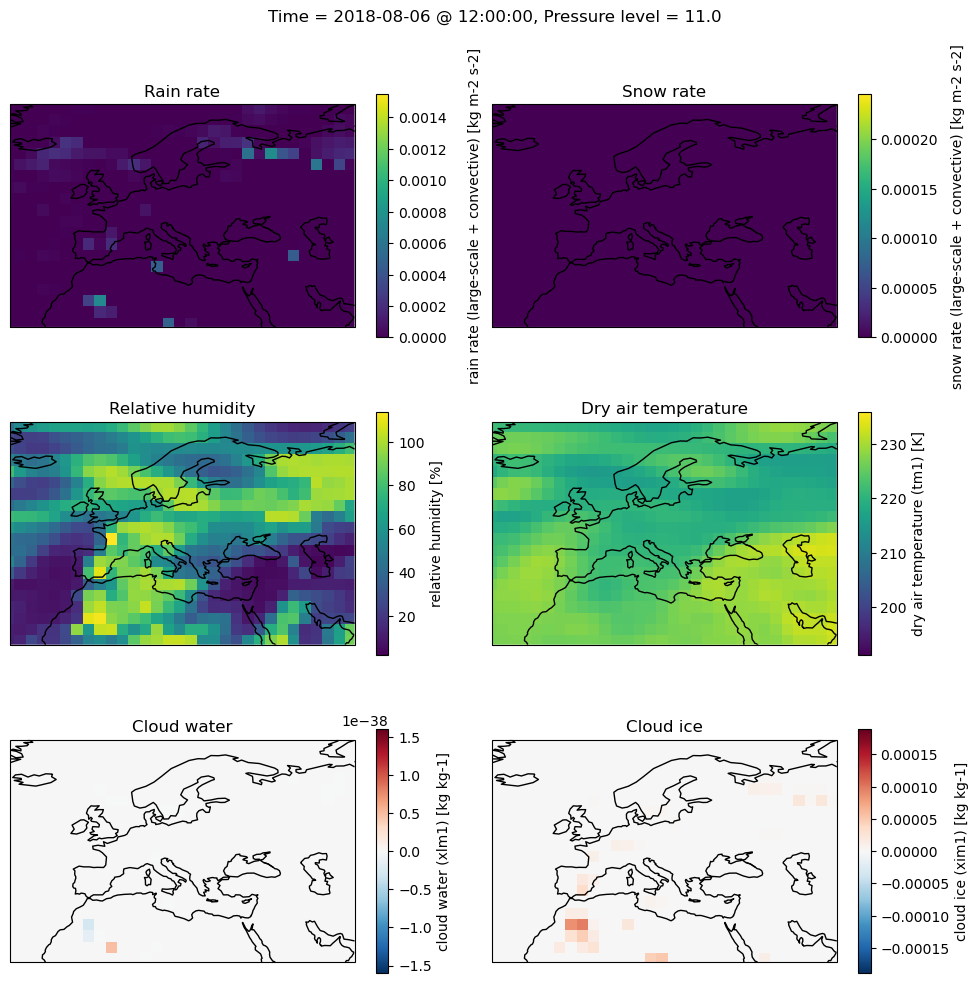 Time = 2018-08-06 @ 12:00:00, Pressure level = 11.0
Rain rate
0.0014
0.0012
0.0010
0.0008
0.0006
0.0004
0.0002
0.0000
rain rate (large-scale + convective) [kg m-2 s-2]
Snow rate
0.00020
0.00015
0.00010
0.00005
0.00000
snow rate (large-scale + convective) [kg m-2 s-2]
Relative humidity
100
80
60
40
20
relative humidity [%]
Dry air temperature
230
220
210
200
dry air temperature (tm1) [K]
Cloud water
1e−38
1.5
1.0
0.5
0.0
−0.5
−1.0
−1.5
cloud water (xlm1) [kg kg-1]
Cloud ice
0.00015
0.00010
0.00005
0.00000
−0.00005
−0.00010
−0.00015
cloud ice (xim1) [kg kg-1]